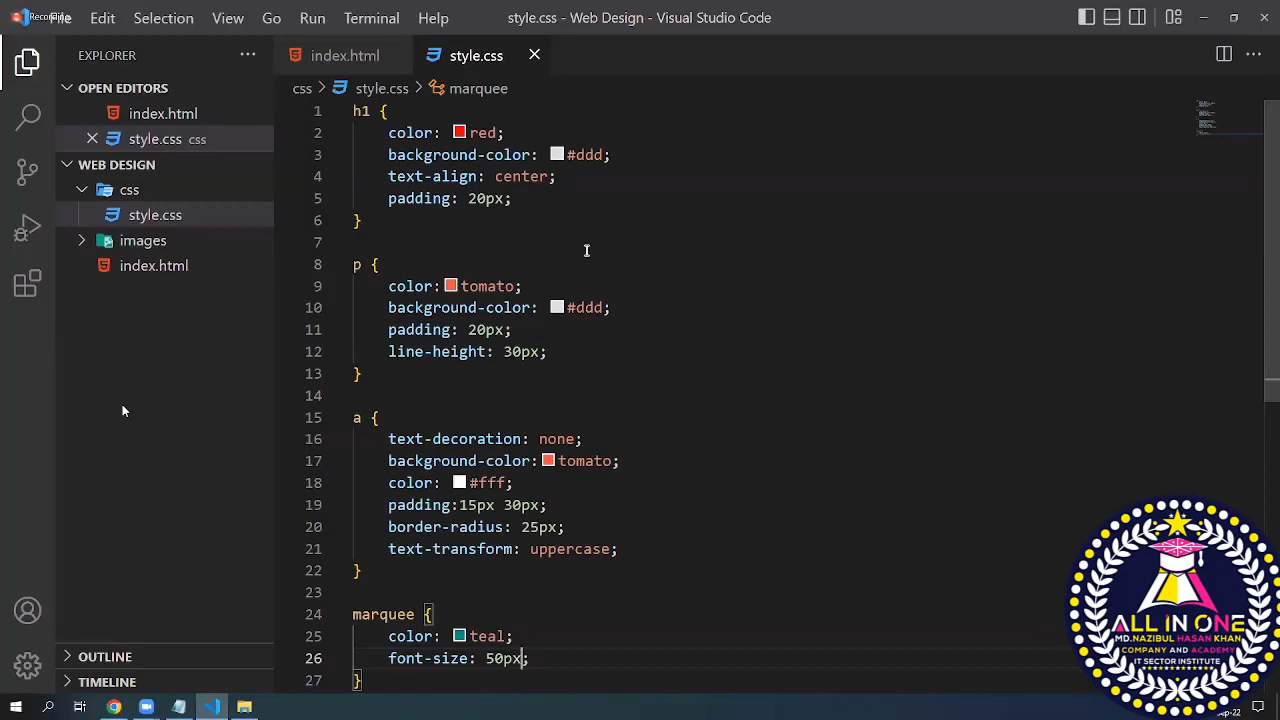 File Edit Selection View Go Run Terminal Help style.css - Web Design - Visual Studio Code
EXPLORER
OPEN EDITORS
index.html
style.css css
WEB DESIGN
css
style.css
images
index.html
OUTLINE
TIMELINE
index.html style.css
css style.css marquee
1 h1 {
2 color: red;
3 background-color: #ddd;
4 text-align: center;
5 padding: 20px;
6 }
7
8 p {
9 color: tomato;
10 background-color: #ddd;
11 padding: 20px;
12 line-height: 30px;
13 }
14
15 a {
16 text-decoration: none;
17 background-color: tomato;
18 color: #fff;
19 padding:15px 30px;
20 border-radius: 25px;
21 text-transform: uppercase;
22 }
23
24 marquee {
25 color: teal;
26 font-size: 50px;
27 }
ALL IN ONE
MD.NAZIBUL HASAN KHAN
COMPANY AND ACADEMY
IT SECTOR INSTITUTE